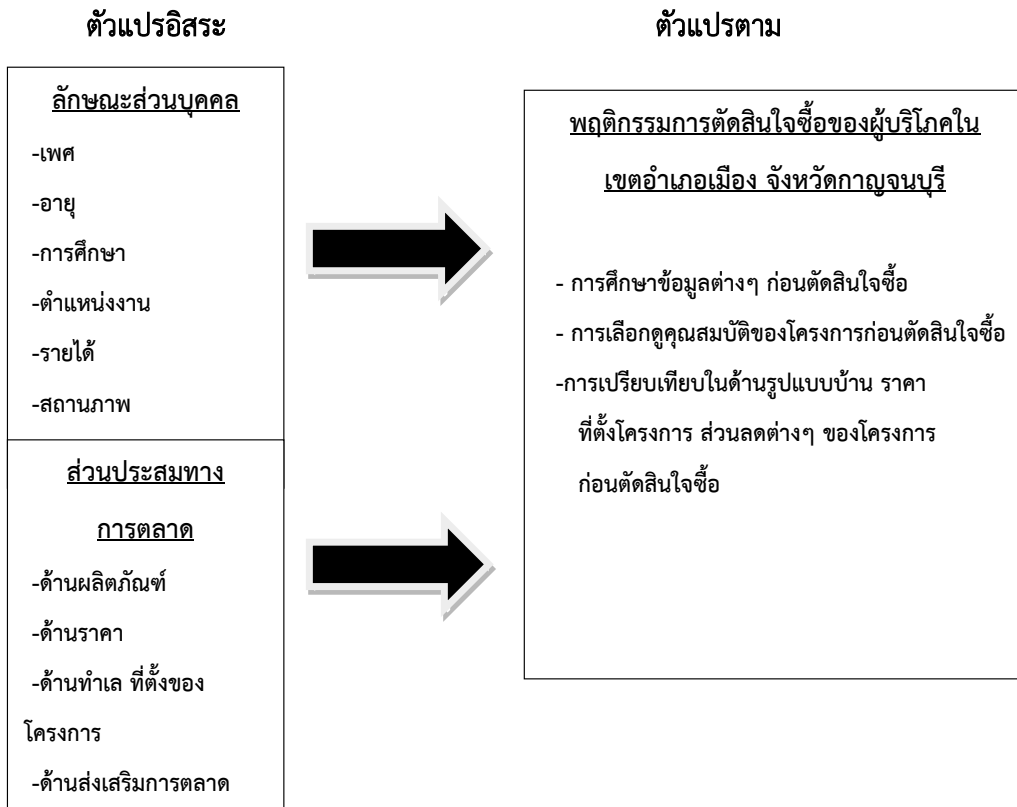 ตัวแปรอิสระ
ตัวแปรตาม
ลักษณะส่วนบุคคล
-เพศ
-อายุ
-การศึกษา
-ตำแหน่งงาน
-รายได้
-สถานภาพ
ส่วนประสมทาง
การตลาด
-ด้านผลิตภัณฑ์
-ด้านราคา
-ด้านทำเล ที่ตั้งของ
โครงการ
-ด้านส่งเสริมการตลาด
พฤติกรรมการตัดสินใจซื้อของผู้บริโภคใน
เขตอำเภอเมือง จังหวัดกาญจนบุรี
- การศึกษาข้อมูลต่างๆ ก่อนตัดสินใจซื้อ
- การเลือกดูคุณสมบัติของโครงการก่อนตัดสินใจซื้อ
-การเปรียบเทียบในด้านรูปแบบบ้าน ราคา
ที่ตั้งโครงการ ส่วนลดต่างๆ ของโครงการ
ก่อนตัดสินใจซื้อ